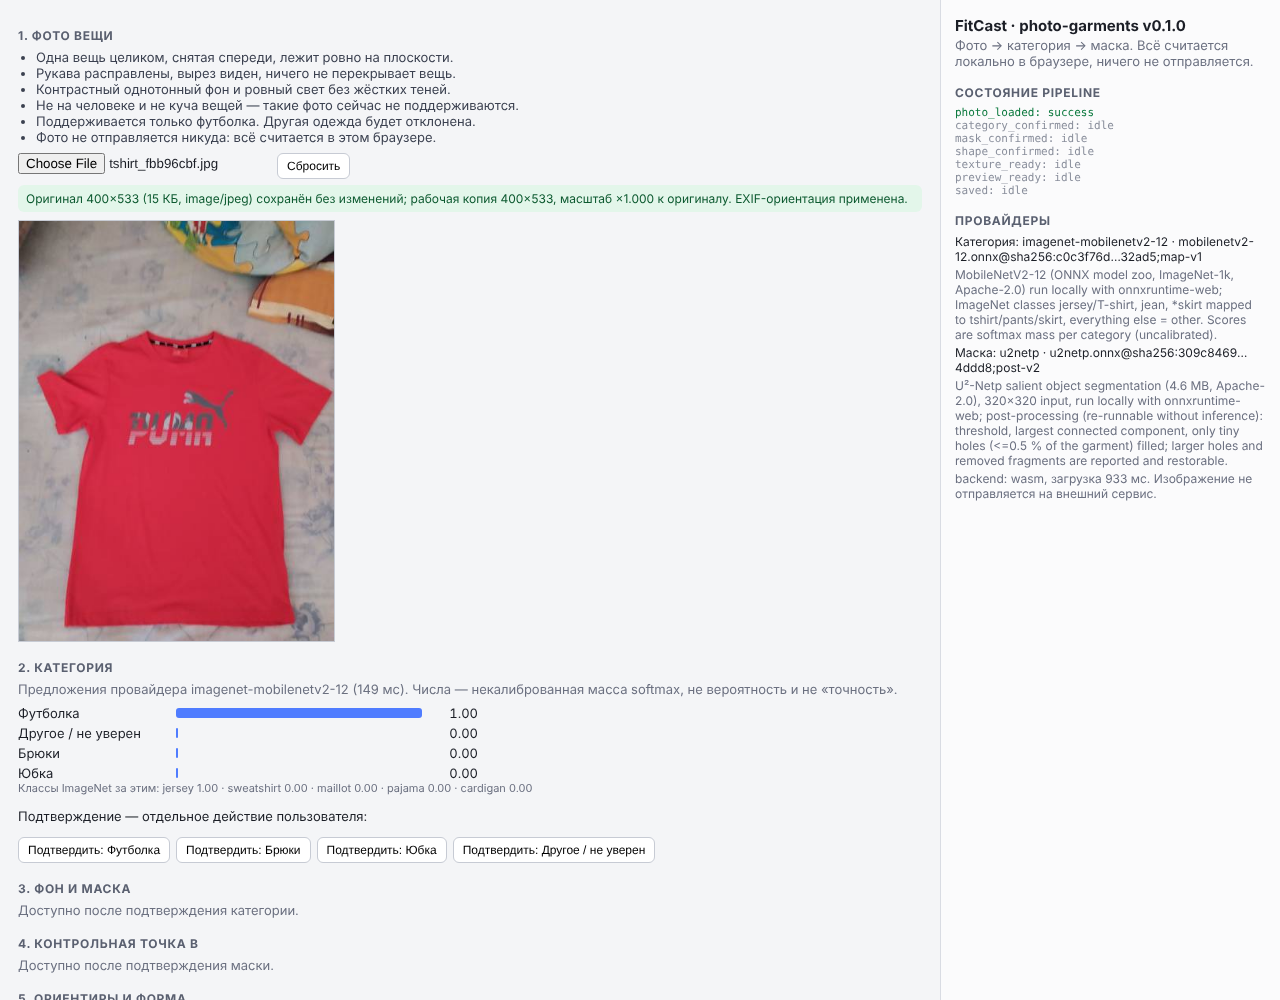 1. ФОТО ВЕЩИ
• Одна вещь целиком, снятая спереди, лежит ровно на плоскости.
• Рукава расправлены, вырез виден, ничего не перекрывает вещь.
• Контрастный однотонный фон и ровный свет без жёстких теней.
• Не на человеке и не куча вещей — такие фото сейчас не поддерживаются.
• Поддерживается только футболка. Другая одежда будет отклонена.
• Фото не отправляется никуда: всё считается в этом браузере.
Choose File tshirt_fbb96cbf.jpg Сбросить
Оригинал 400×533 (15 КБ, image/jpeg) сохранён без изменений; рабочая копия 400×533, масштаб ×1.000 к оригиналу. EXIF-ориентация применена.
PUMA
2. КАТЕГОРИЯ
Предложения провайдера imagenet-mobilenetv2-12 (149 мс). Числа — некалиброванная масса softmax, не вероятность и не «точность».
Футболка 1.00
Другое / не уверен 0.00
Брюки 0.00
Юбка 0.00
Классы ImageNet за этим: jersey 1.00 · sweatshirt 0.00 · maillot 0.00 · pajama 0.00 · cardigan 0.00
Подтверждение — отдельное действие пользователя:
Подтвердить: Футболка Подтвердить: Брюки Подтвердить: Юбка Подтвердить: Другое / не уверен
3. ФОН И МАСКА
Доступно после подтверждения категории.
4. КОНТРОЛЬНАЯ ТОЧКА B
Доступно после подтверждения маски.
5. ОРИЕНТИРЫ И ФОРМА
FitCast · photo-garments v0.1.0
Фото → категория → маска. Всё считается
локально в браузере, ничего не отправляется.
СОСТОЯНИЕ PIPELINE
photo_loaded: success
category_confirmed: idle
mask_confirmed: idle
shape_confirmed: idle
texture_ready: idle
preview_ready: idle
saved: idle
ПРОВАЙДЕРЫ
Категория: imagenet-mobilenetv2-12 · mobilenetv2-
12.onnx@sha256:c0c3f76d…32ad5;map-v1
MobileNetV2-12 (ONNX model zoo, ImageNet-1k,
Apache-2.0) run locally with onnxruntime-web;
ImageNet classes jersey/T-shirt, jean, *skirt mapped
to tshirt/pants/skirt, everything else = other. Scores
are softmax mass per category (uncalibrated).
Маска: u2netp · u2netp.onnx@sha256:309c8469…
4ddd8;post-v2
U²-Netp salient object segmentation (4.6 MB, Apache-
2.0), 320×320 input, run locally with onnxruntime-
web; post-processing (re-runnable without inference):
threshold, largest connected component, only tiny
holes (<=0.5 % of the garment) filled; larger holes and
removed fragments are reported and restorable.
backend: wasm, загрузка 933 мс. Изображение не
отправляется на внешний сервис.